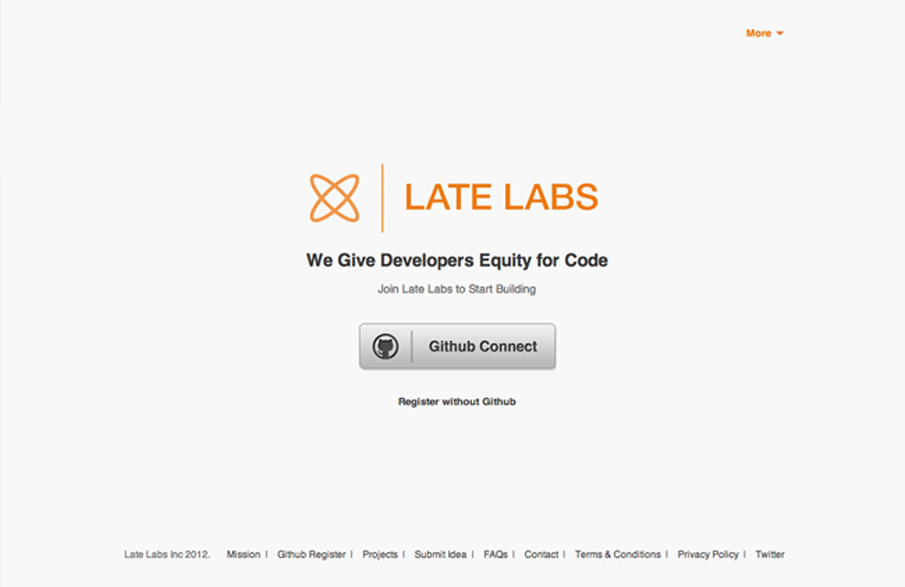 More
LATE LABS
We Give Developers Equity for Code
Join Late Labs to Start Building
Github Connect
Register without Github
Late Labs Inc 2012. Mission | Github Register | Projects | Submit Idea | FAQs | Contact | Terms & Conditions | Privacy Policy | Twitter